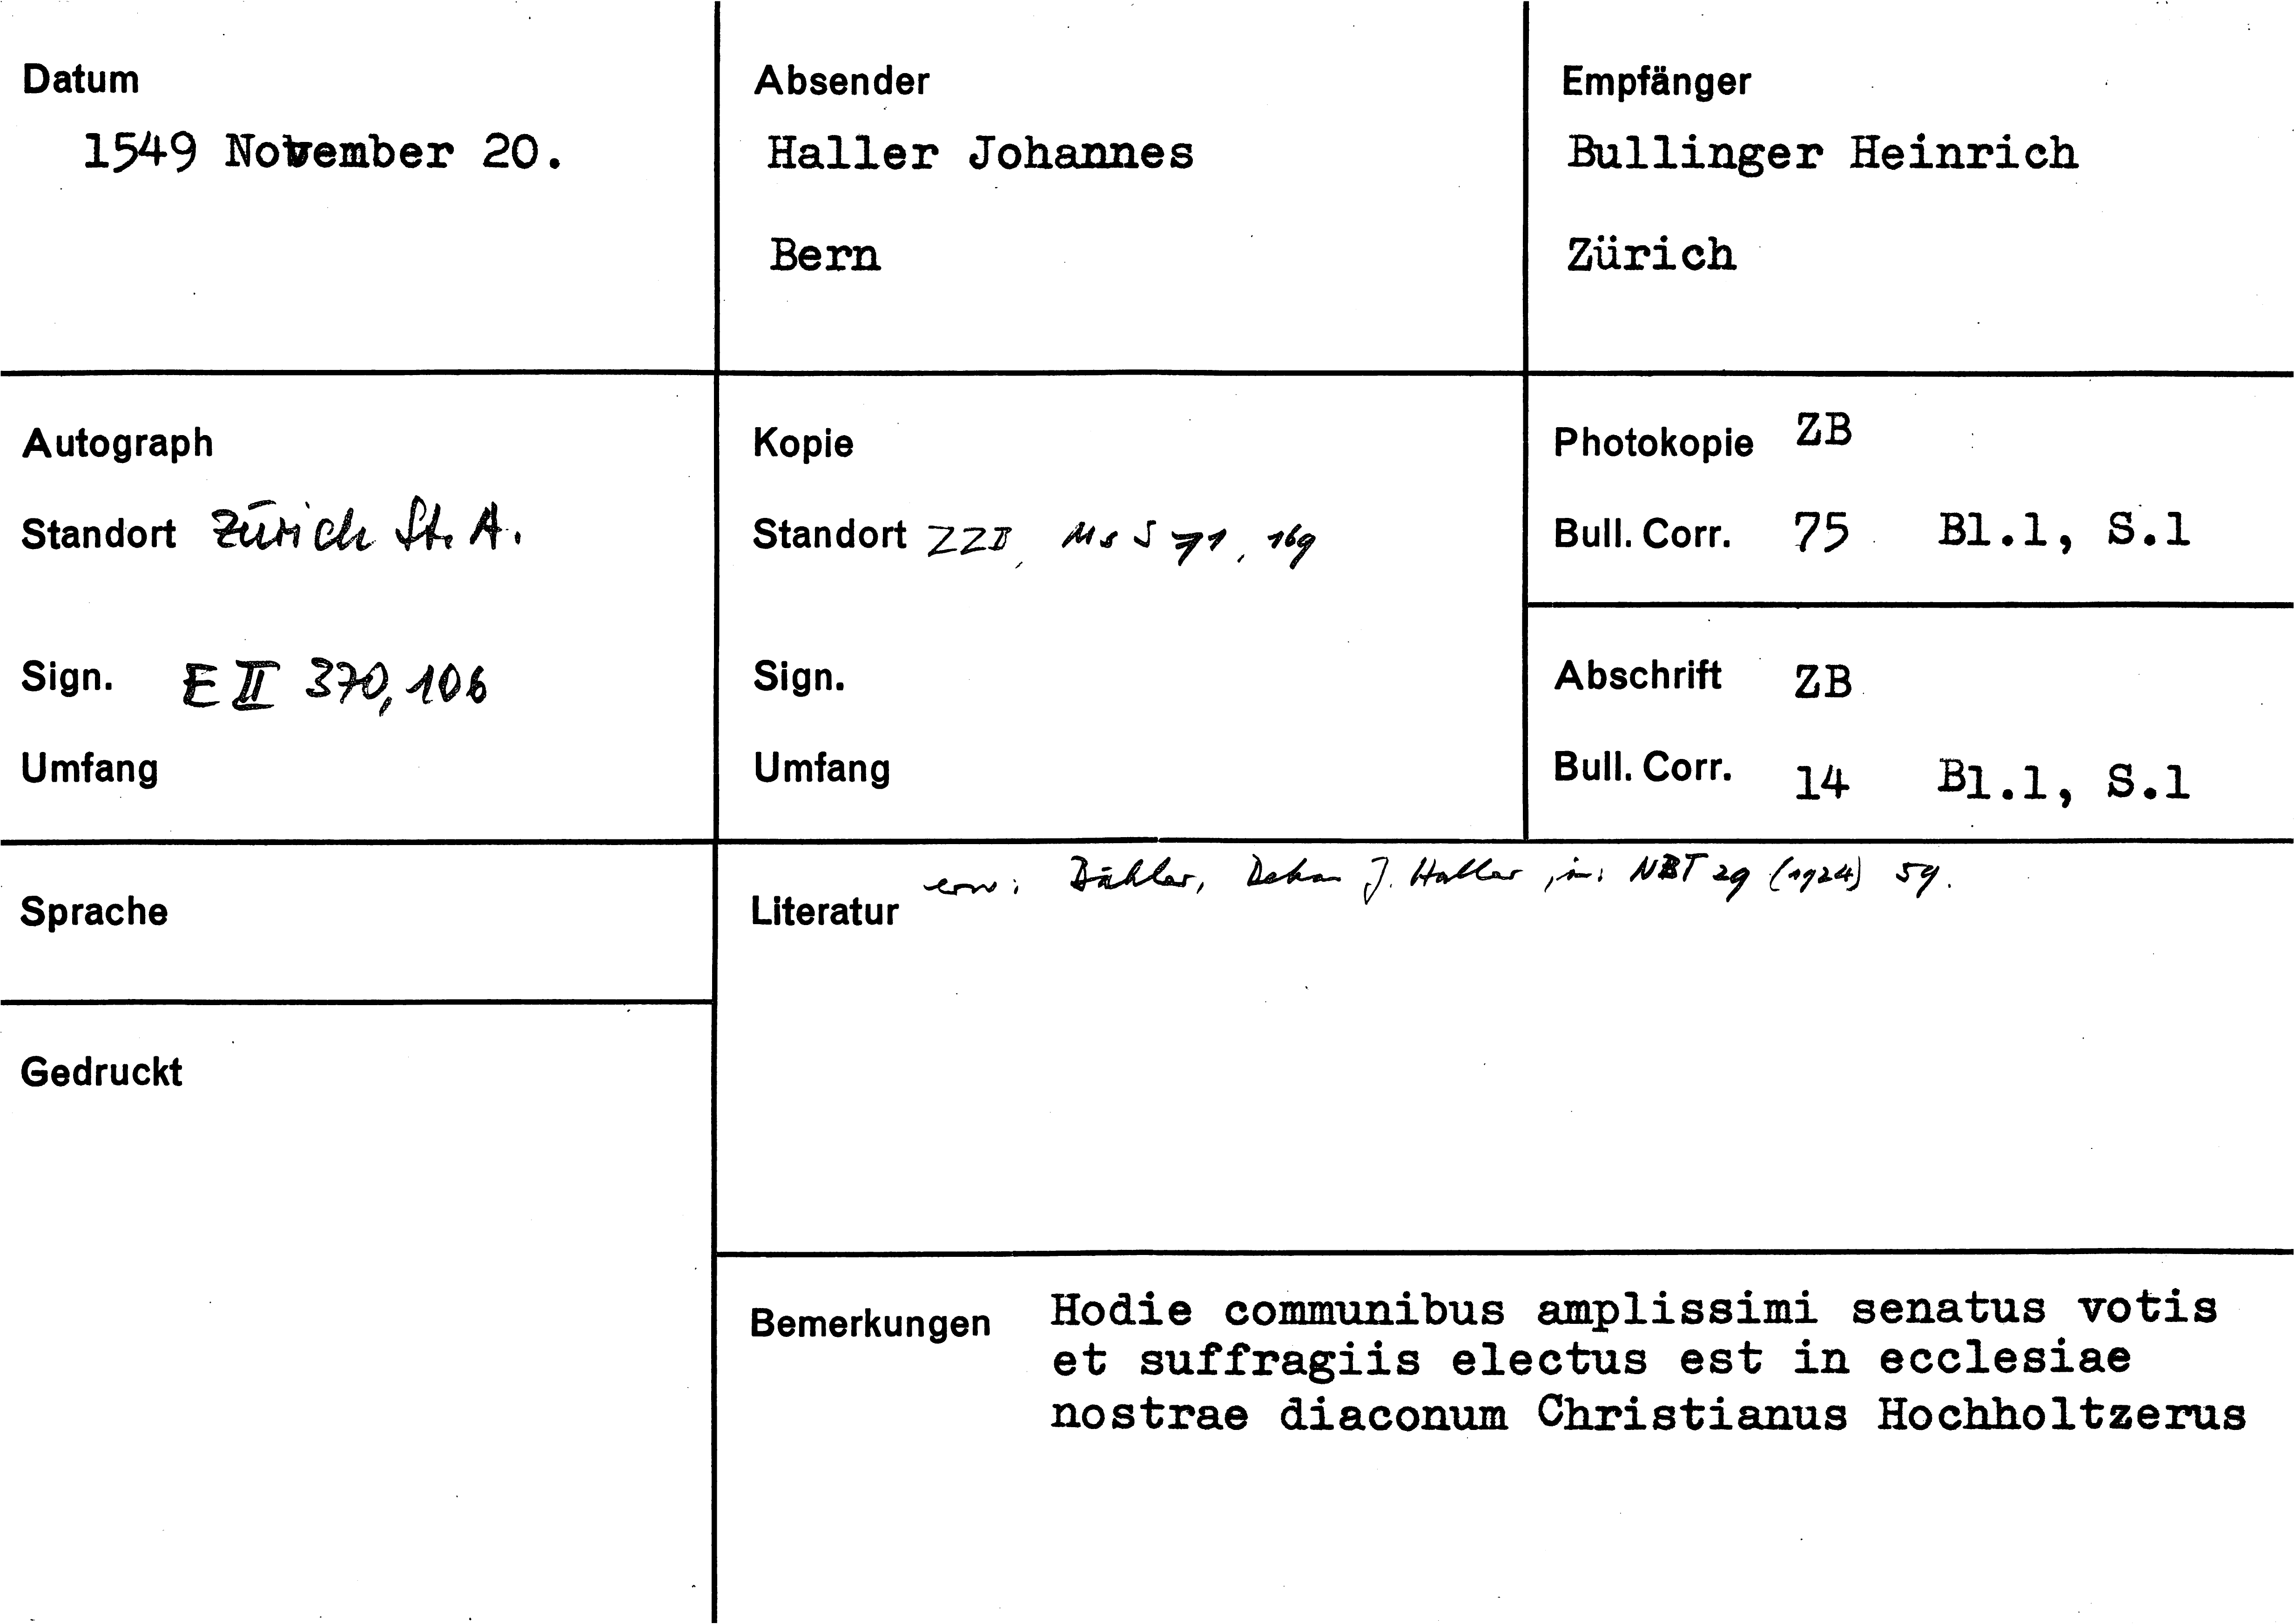 Datum
1549 November 20.
Absender
Haller Johannes
Bern
Empfänger
Bullinger Heinrich
Zürich
Autograph
Standort Zürich St. A.
Sign. E II 370, 106
Umfang
Kopie
Standort ZZB, Ms S 71, 169
Sign.
Umfang
Photokopie ZB
Bull. Corr. 75 Bl.1, S.1
Abschrift ZB
Bull. Corr. 14 Bl.1, S.1
Sprache
Gedruckt
Literatur erw: Bähler, Dekan J. Haller, in: NBT 29 (1924) 59.
Bemerkungen Hodie communibus amplissimi senatus votis
et suffragiis electus est in ecclesiae
nostrae diaconum Christianus Hochholtzerus